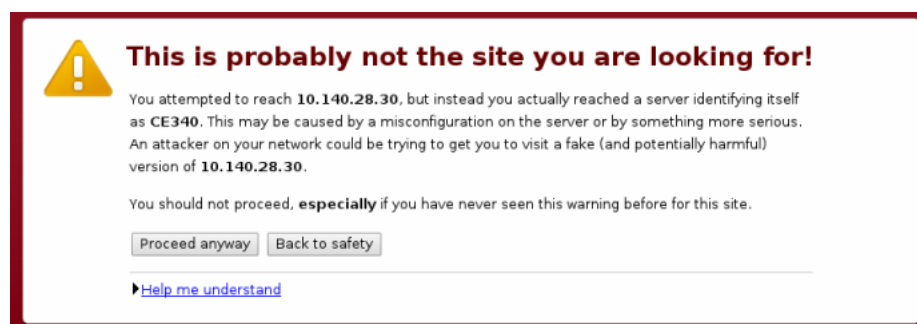 This is probably not the site you are looking for!
You attempted to reach 10.140.28.30, but instead you actually reached a server identifying itself
as CE340. This may be caused by a misconfiguration on the server or by something more serious.
An attacker on your network could be trying to get you to visit a fake (and potentially harmful)
version of 10.140.28.30.
You should not proceed, especially if you have never seen this warning before for this site.
Proceed anyway Back to safety
Help me understand